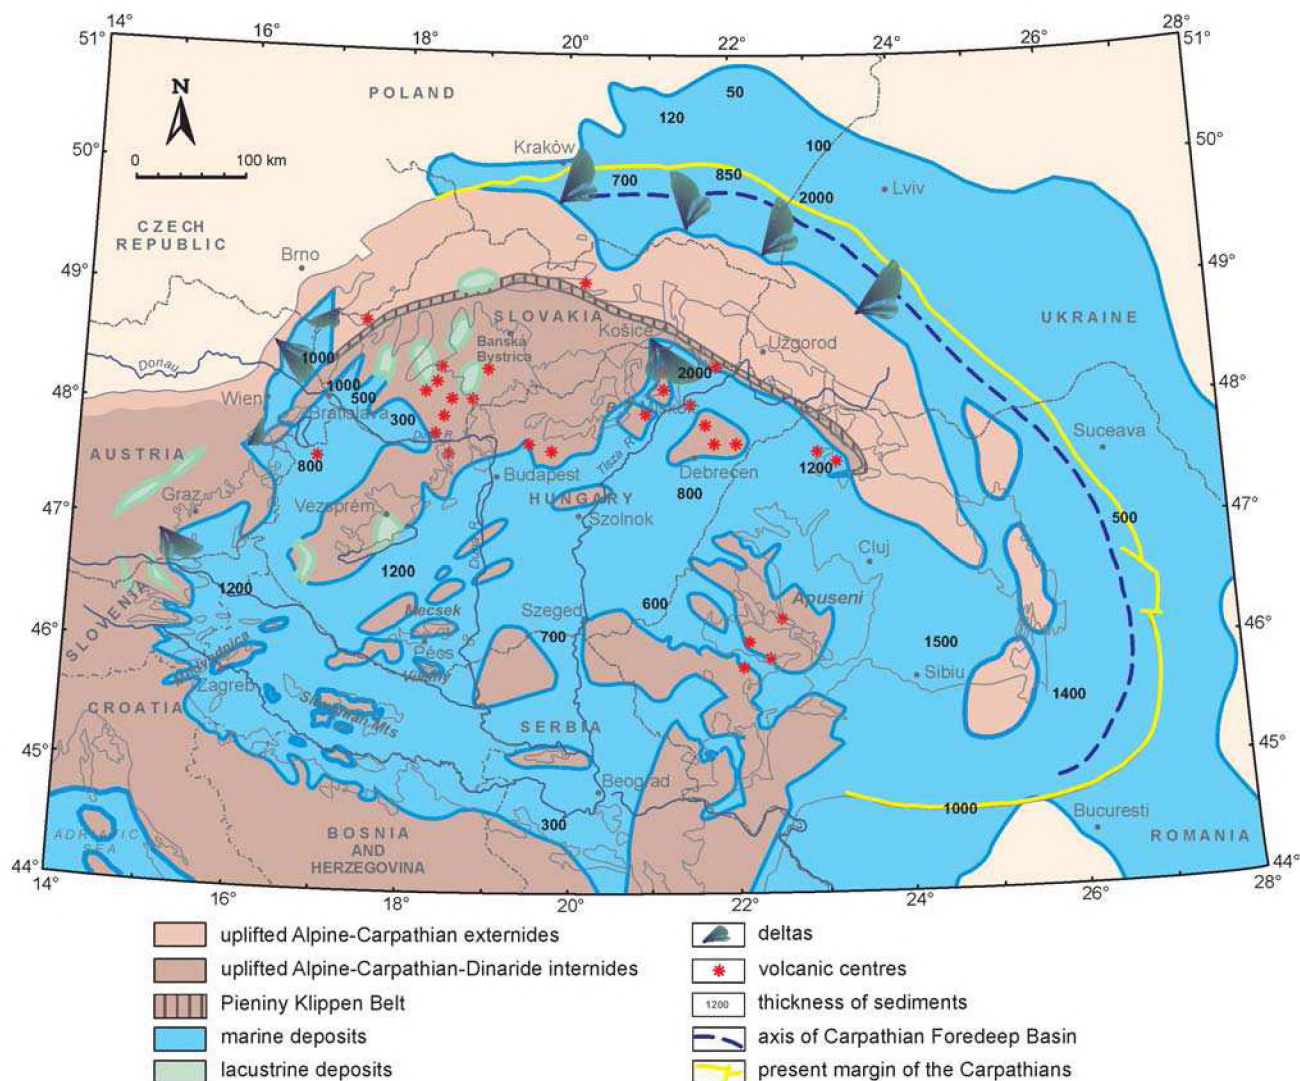 14° 16° 18° 20° 22° 24° 26° 28°
51° 51°
POLAND
N
0 100 km
50
120
100
50° 50°
Kraków
700
850
2000
Lviv
CZECH
REPUBLIC
Brno
49° 49°
SLOVAKIA
Košice
Banska
Bystrica
Užgorod
UKRAINE
Donau
1000
1000
500
300
2000
48° 48°
Wien
Bratislava
Suceava
AUSTRIA
800
Budapest
Tisze R.
Debrecen
1200
Graz
Vezsprém
HUNGARY
800
Szolnok
500
47° 47°
1200
1200
Cluj
SLOVENIA
Mecsek
Szeged
600
Apuseni
46° 46°
Pécs
Villány
700
1500
Zagreb
Sibiu
1400
CROATIA
SERBIA
45° 45°
Beograd
1000
Bucuresti
ADRIATIC
SEA
BOSNIA
AND
HERZEGOVINA
300
ROMANIA
44° 44°
14° 16° 18° 20° 22° 24° 26° 28°
uplifted Alpine-Carpathian externides
uplifted Alpine-Carpathian-Dinaride internides
Pieniny Klippen Belt
marine deposits
lacustrine deposits
deltas
volcanic centres
1200 thickness of sediments
axis of Carpathian Foredeep Basin
present margin of the Carpathians